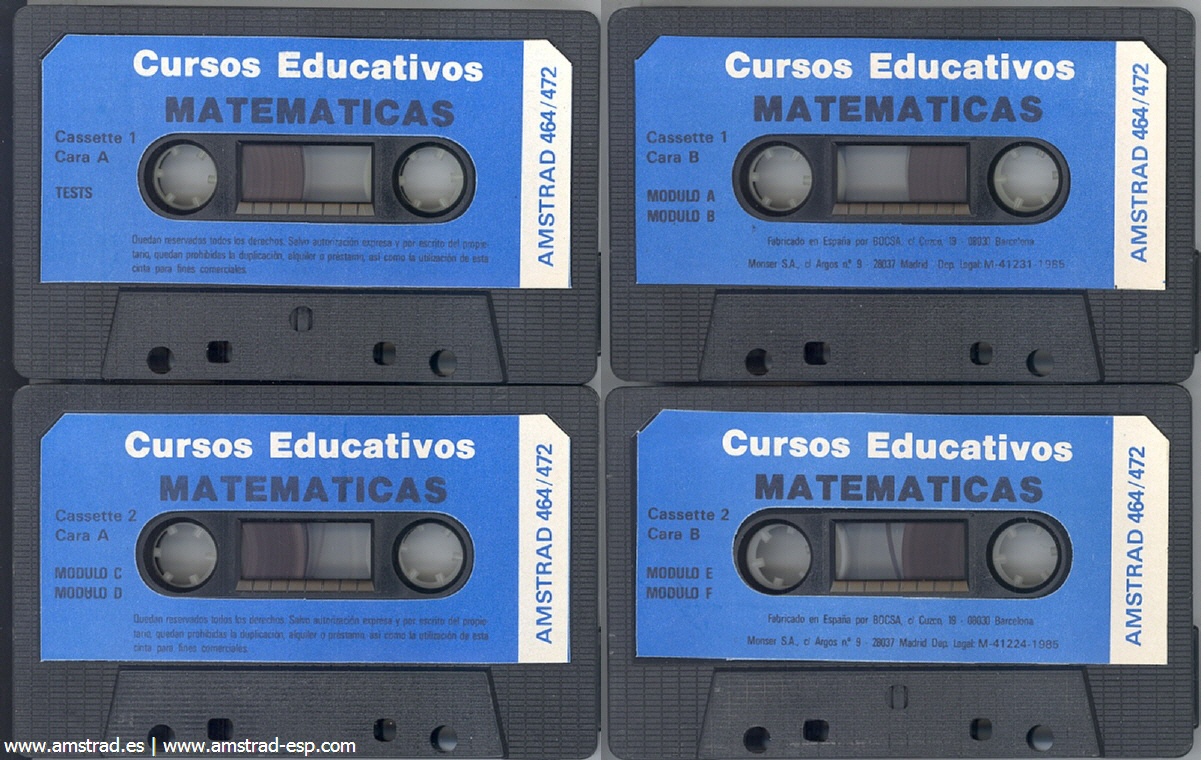 Cursos Educativos
MATEMATICAS
Cassette 1
Cara A
TESTS
AMSTRAD 464/472
Quedan reservados todos los derechos. Salvo autorización expresa y por escrito del propie-
tario, quedan prohibidas la duplicación, alquiler o préstamo, así como la utilización de esta
cinta para fines comerciales.
Cursos Educativos
MATEMATICAS
Cassette 1
Cara B
MODULO A
MODULO B
AMSTRAD 464/472
Fabricado en España por BOCSA, c/ Cuzco, 19 - 08030 Barcelona
Monser S.A., c/ Argos n.º 9 - 28037 Madrid Dep. Legal: M-41231-1985
Cursos Educativos
MATEMATICAS
Cassette 2
Cara A
MODULO C
MODULO D
AMSTRAD 464/472
Quedan reservados todos los derechos. Salvo autorización expresa y por escrito del propie-
tario, quedan prohibidas la duplicación, alquiler o préstamo, así como la utilización de esta
cinta para fines comerciales.
Cursos Educativos
MATEMATICAS
Cassette 2
Cara B
MODULO E
MODULO F
AMSTRAD 464/472
Fabricado en España por BOCSA, c/ Cuzco, 19 - 08030 Barcelona
Monser S.A., c/ Argos n.º 9 - 28037 Madrid Dep. Legal: M-41224-1985
www.amstrad.es | www.amstrad-esp.com